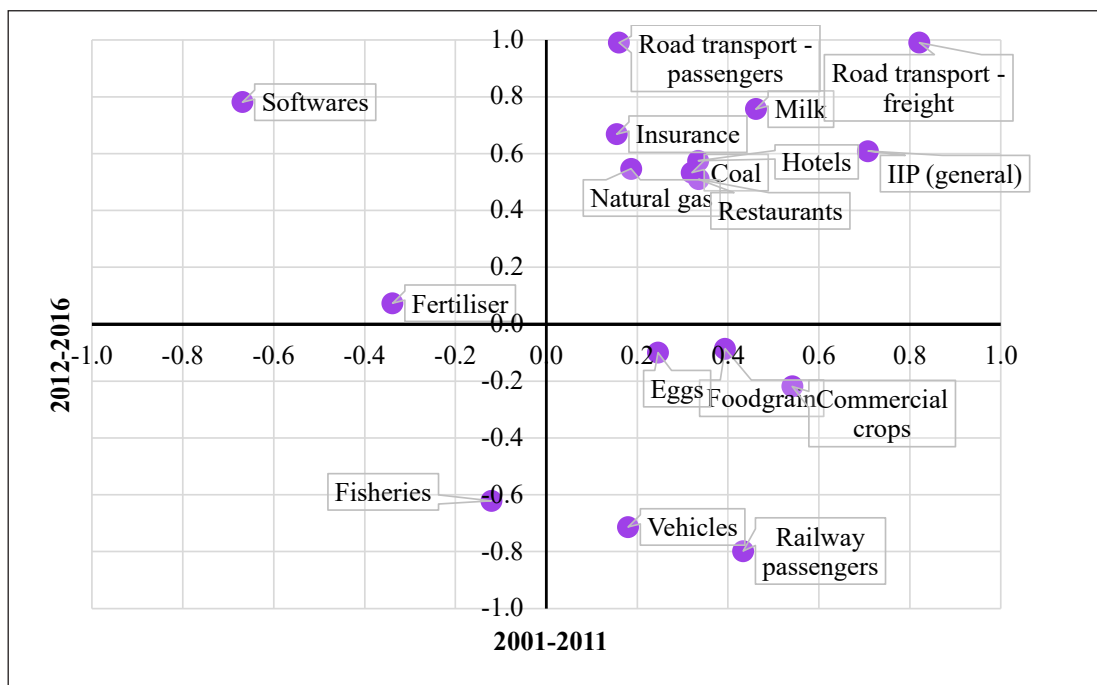 1.0
Road transport -
passengers
Road transport -
freight
0.8
Softwares
Milk
Insurance
0.6
Hotels
Coal
IIP (general)
Natural gas
Restaurants
0.4
0.2
Fertiliser
0.0
-1.0 -0.8 -0.6 -0.4 -0.2 0.0 0.2 0.4 0.6 0.8 1.0
-0.2
Eggs
Foodgrain
Commercial
crops
-0.4
Fisheries
-0.6
Vehicles
Railway
passengers
-0.8
-1.0
2012-2016
2001-2011